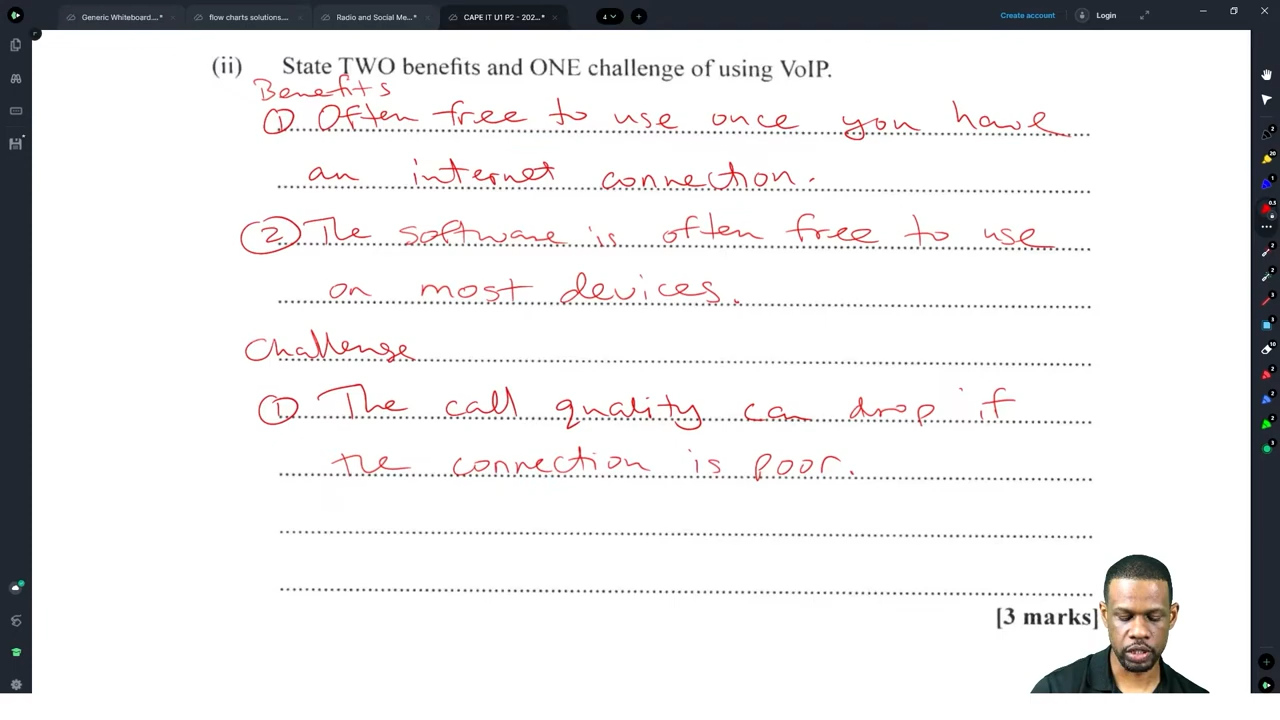 Generic Whiteboard....*
flow charts solutions....
Radio and Social Me...*
CAPE IT U1 P2 - 202...*
4
Create account
Login
(ii) State TWO benefits and ONE challenge of using VoIP.
Benefits
① Often free to use once you have
an internet connection.
② The software is often free to use
on most devices.
Challenge
① The call quality can drop if
the connection is poor.
[3 marks]